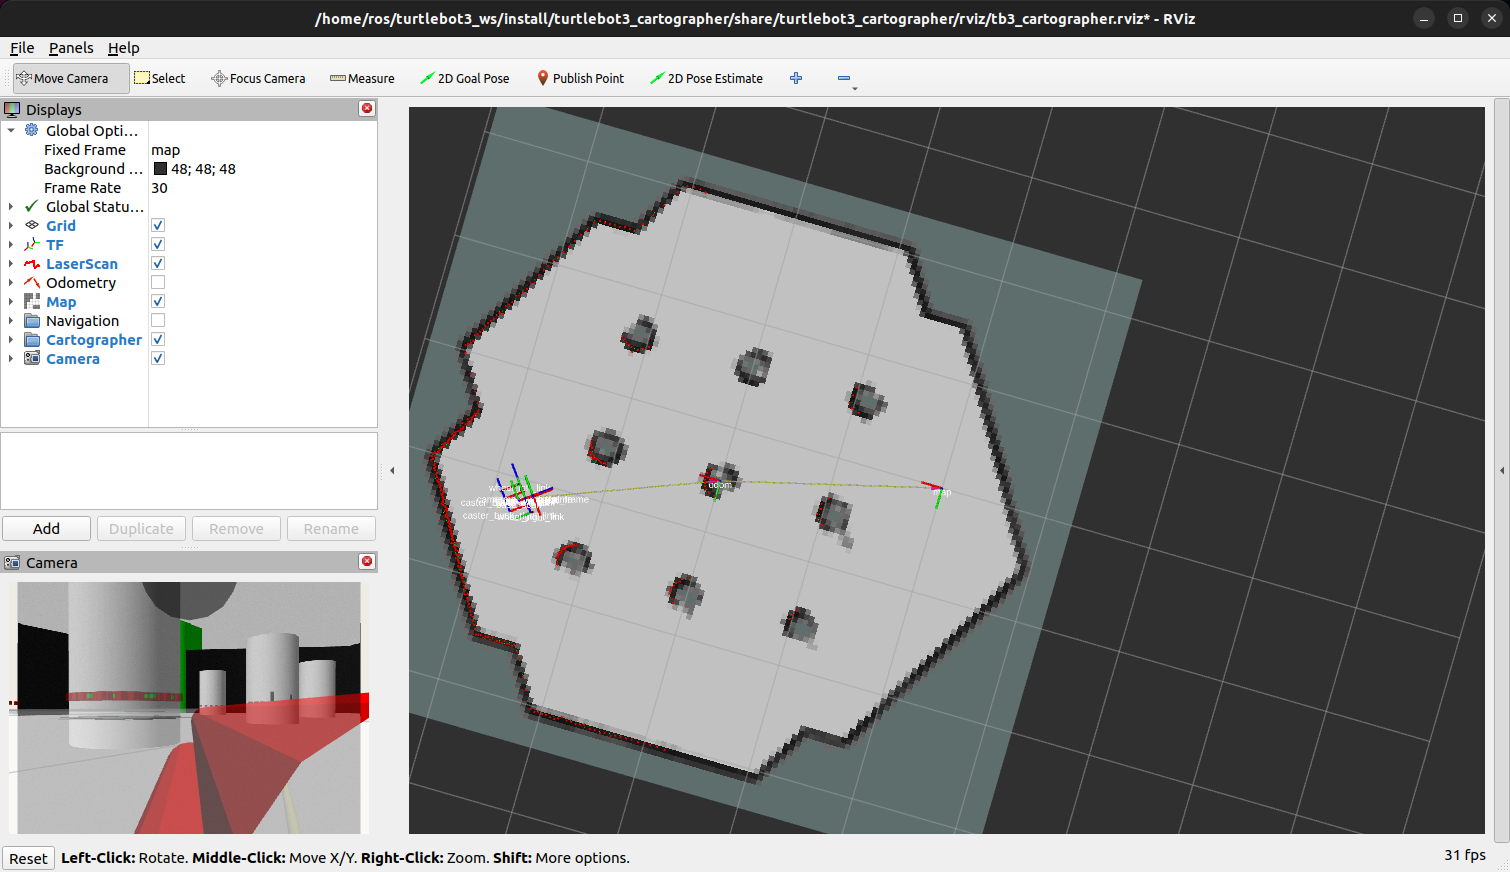 /home/ros/turtlebot3_ws/install/turtlebot3_cartographer/share/turtlebot3_cartographer/rviz/tb3_cartographer.rviz* - RViz
File Panels Help
Move Camera Select Focus Camera Measure 2D Goal Pose Publish Point 2D Pose Estimate
Displays
Global Opti...
Fixed Frame map
Background ... 48; 48; 48
Frame Rate 30
Global Statu...
Grid
TF
LaserScan
Odometry
Map
Navigation
Cartographer
Camera
odom
map
Add Duplicate Remove Rename
Camera
Reset Left-Click: Rotate. Middle-Click: Move X/Y. Right-Click: Zoom. Shift: More options. 31 fps